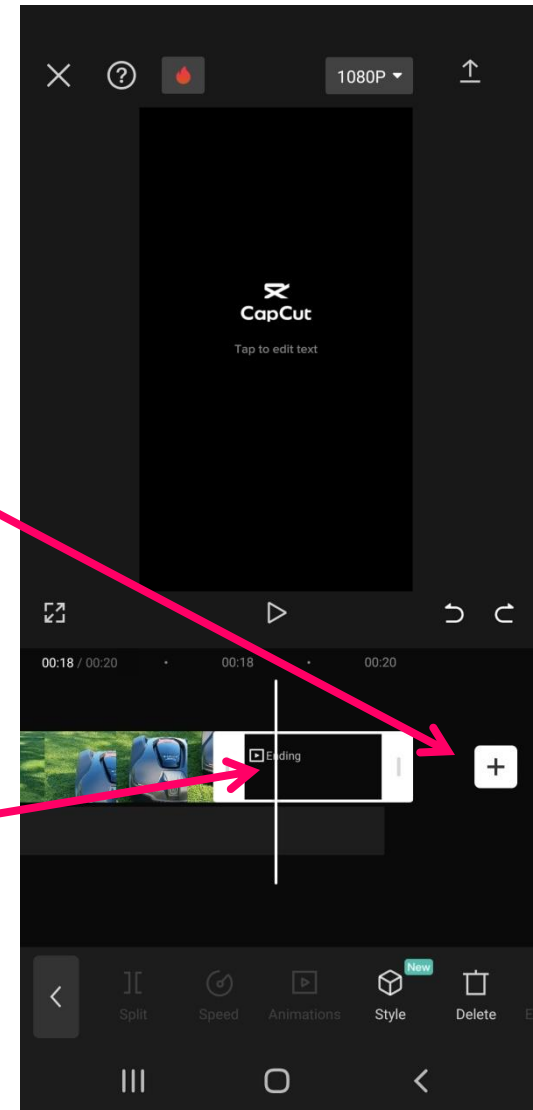 1080P
CapCut
Tap to edit text
00:18 / 00:20
00:18
00:20
Ending
New
Split
Speed
Animations
Style
Delete
E